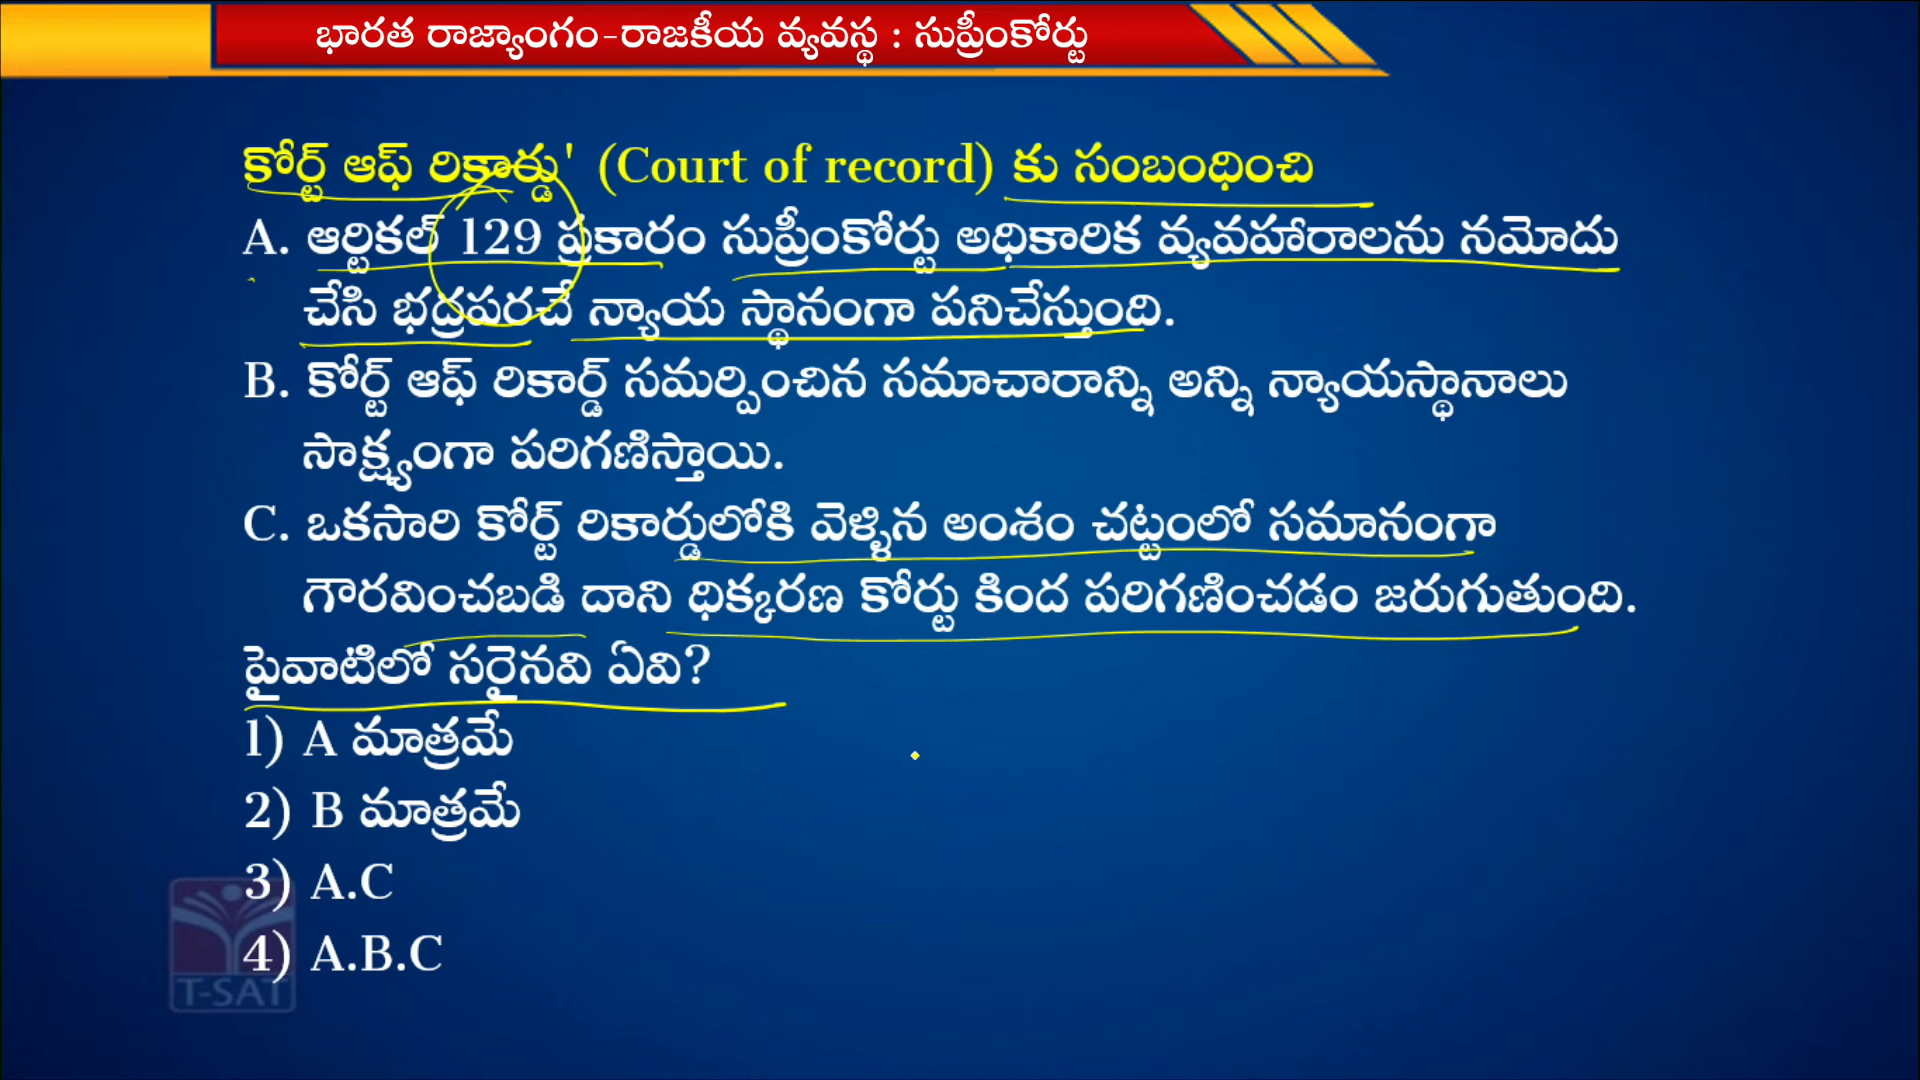 భారత రాజ్యాంగం-రాజకీయ వ్యవస్థ : సుప్రీంకోర్టు
కోర్ట్ ఆఫ్ రికార్డు' (Court of record) కు సంబంధించి
A. ఆర్టికల్ 129 ప్రకారం సుప్రీంకోర్టు అధికారిక వ్యవహారాలను నమోదు
చేసి భద్రపరచే న్యాయ స్థానంగా పనిచేస్తుంది.
B. కోర్ట్ ఆఫ్ రికార్డ్ సమర్పించిన సమాచారాన్ని అన్ని న్యాయస్థానాలు
సాక్ష్యంగా పరిగణిస్తాయి.
C. ఒకసారి కోర్ట్ రికార్డులోకి వెళ్ళిన అంశం చట్టంలో సమానంగా
గౌరవించబడి దాని ధిక్కరణ కోర్టు కింద పరిగణించడం జరుగుతుంది.
పైవాటిలో సరైనవి ఏవి?
1) A మాత్రమే
2) B మాత్రమే
3) A.C
4) A.B.C
T-SAT